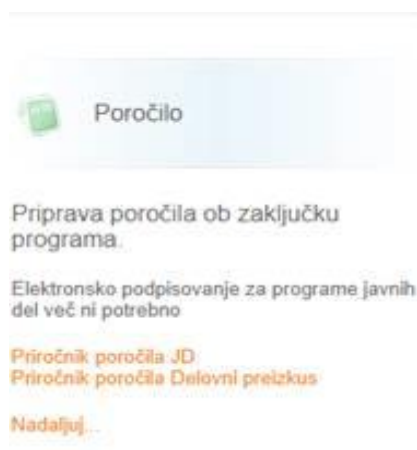 Poročilo
Priprava poročila ob zaključku
programa.
Elektronsko podpisovanje za programe javnih
del več ni potrebno
Priročnik poročila JD
Priročnik poročila Delovni preizkus
Nadaljuj...